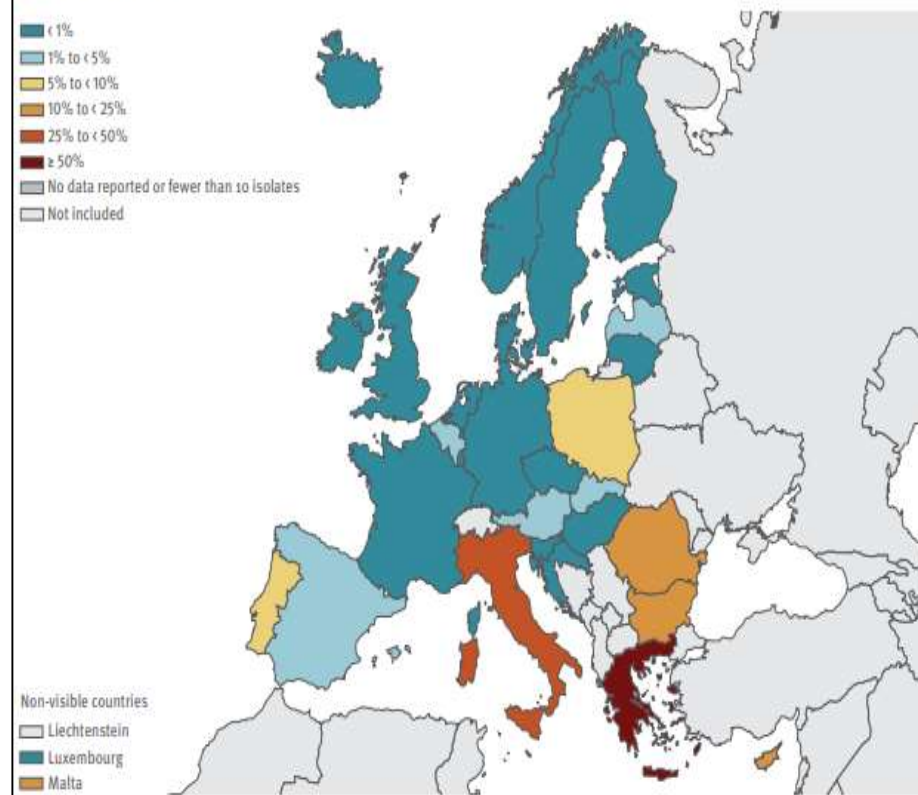 < 1%
1% to < 5%
5% to < 10%
10% to < 25%
25% to < 50%
≥ 50%
No data reported or fewer than 10 isolates
Not included
Non-visible countries
Liechtenstein
Luxembourg
Malta